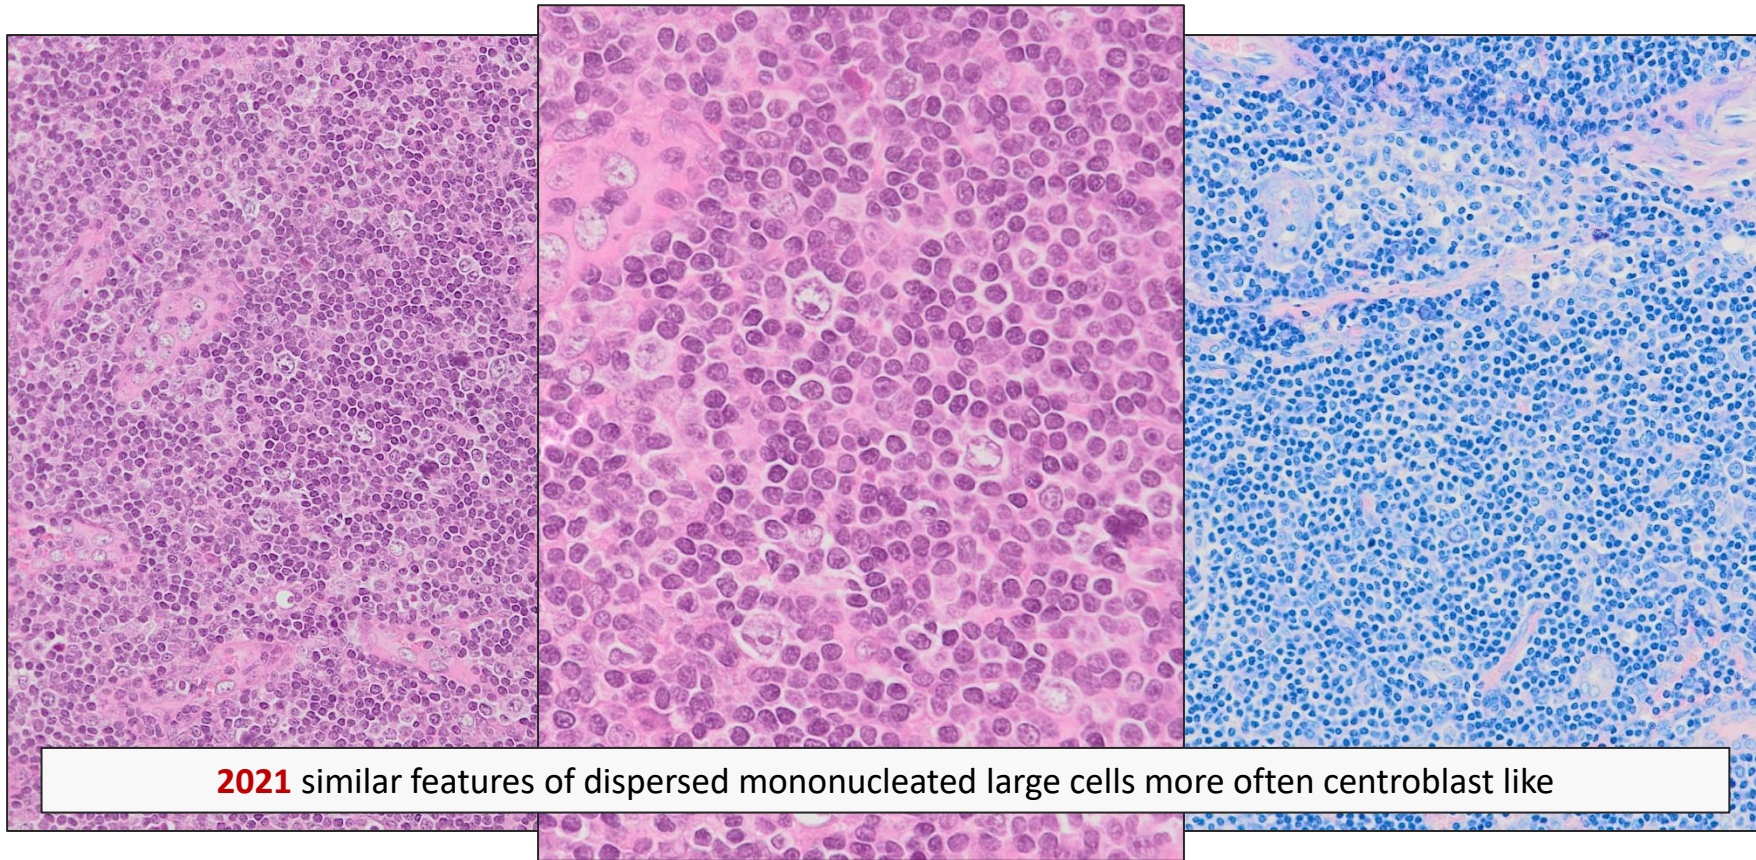 2021 similar features of dispersed mononucleated large cells more often centroblast like